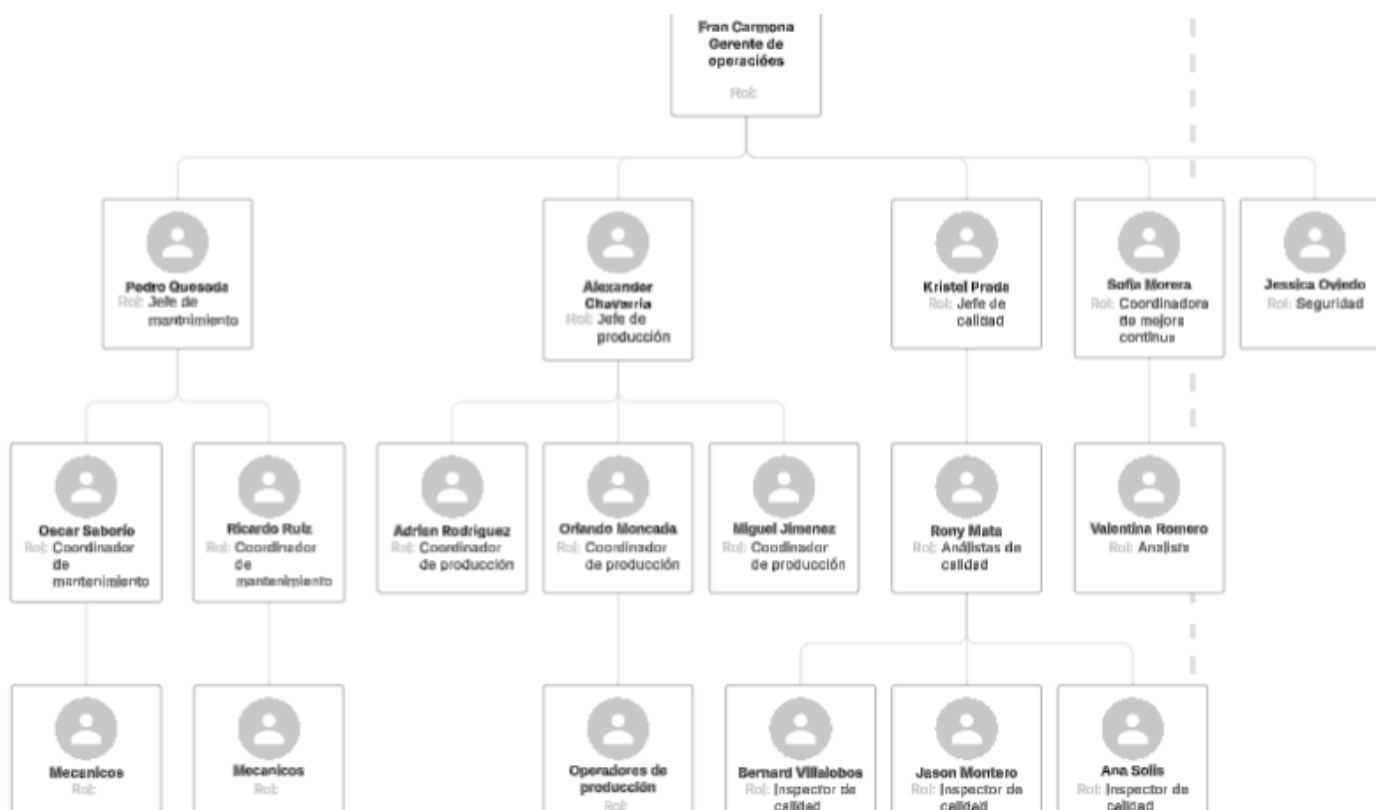 Fran Carmona
Gerente de
operaciées
Rol:
Pedro Quesada
Rol: Jefe de
mantnimiento
Alexander
Chavarria
Rol: Jefe de
producción
Kristel Prada
Rol: Jefe de
calidad
Sofia Morera
Rol: Coordinadora
de mejora
continua
Jessica Oviedo
Rol: Seguridad
Oscar Saborio
Rol: Coordinador
de
mantenimiento
Ricardo Ruiz
Rol: Coordinador
de
mantenimiento
Adrian Rodriguez
Rol: Coordinador
de producción
Orlando Moncada
Rol: Coordinador
de producción
Miguel Jimenez
Rol: Coodinador
de producción
Rony Mata
Rol: Análistas de
calidad
Valentina Romero
Rol: Analista
Mecanicos
Rol:
Mecanicos
Rol:
Operadores de
producción
Rol:
Bernard Villalobos
Rol: Inspector de
calidad
Jason Montero
Rol: Inspector de
calidad
Ana Solis
Rol: Inspector de
calidad